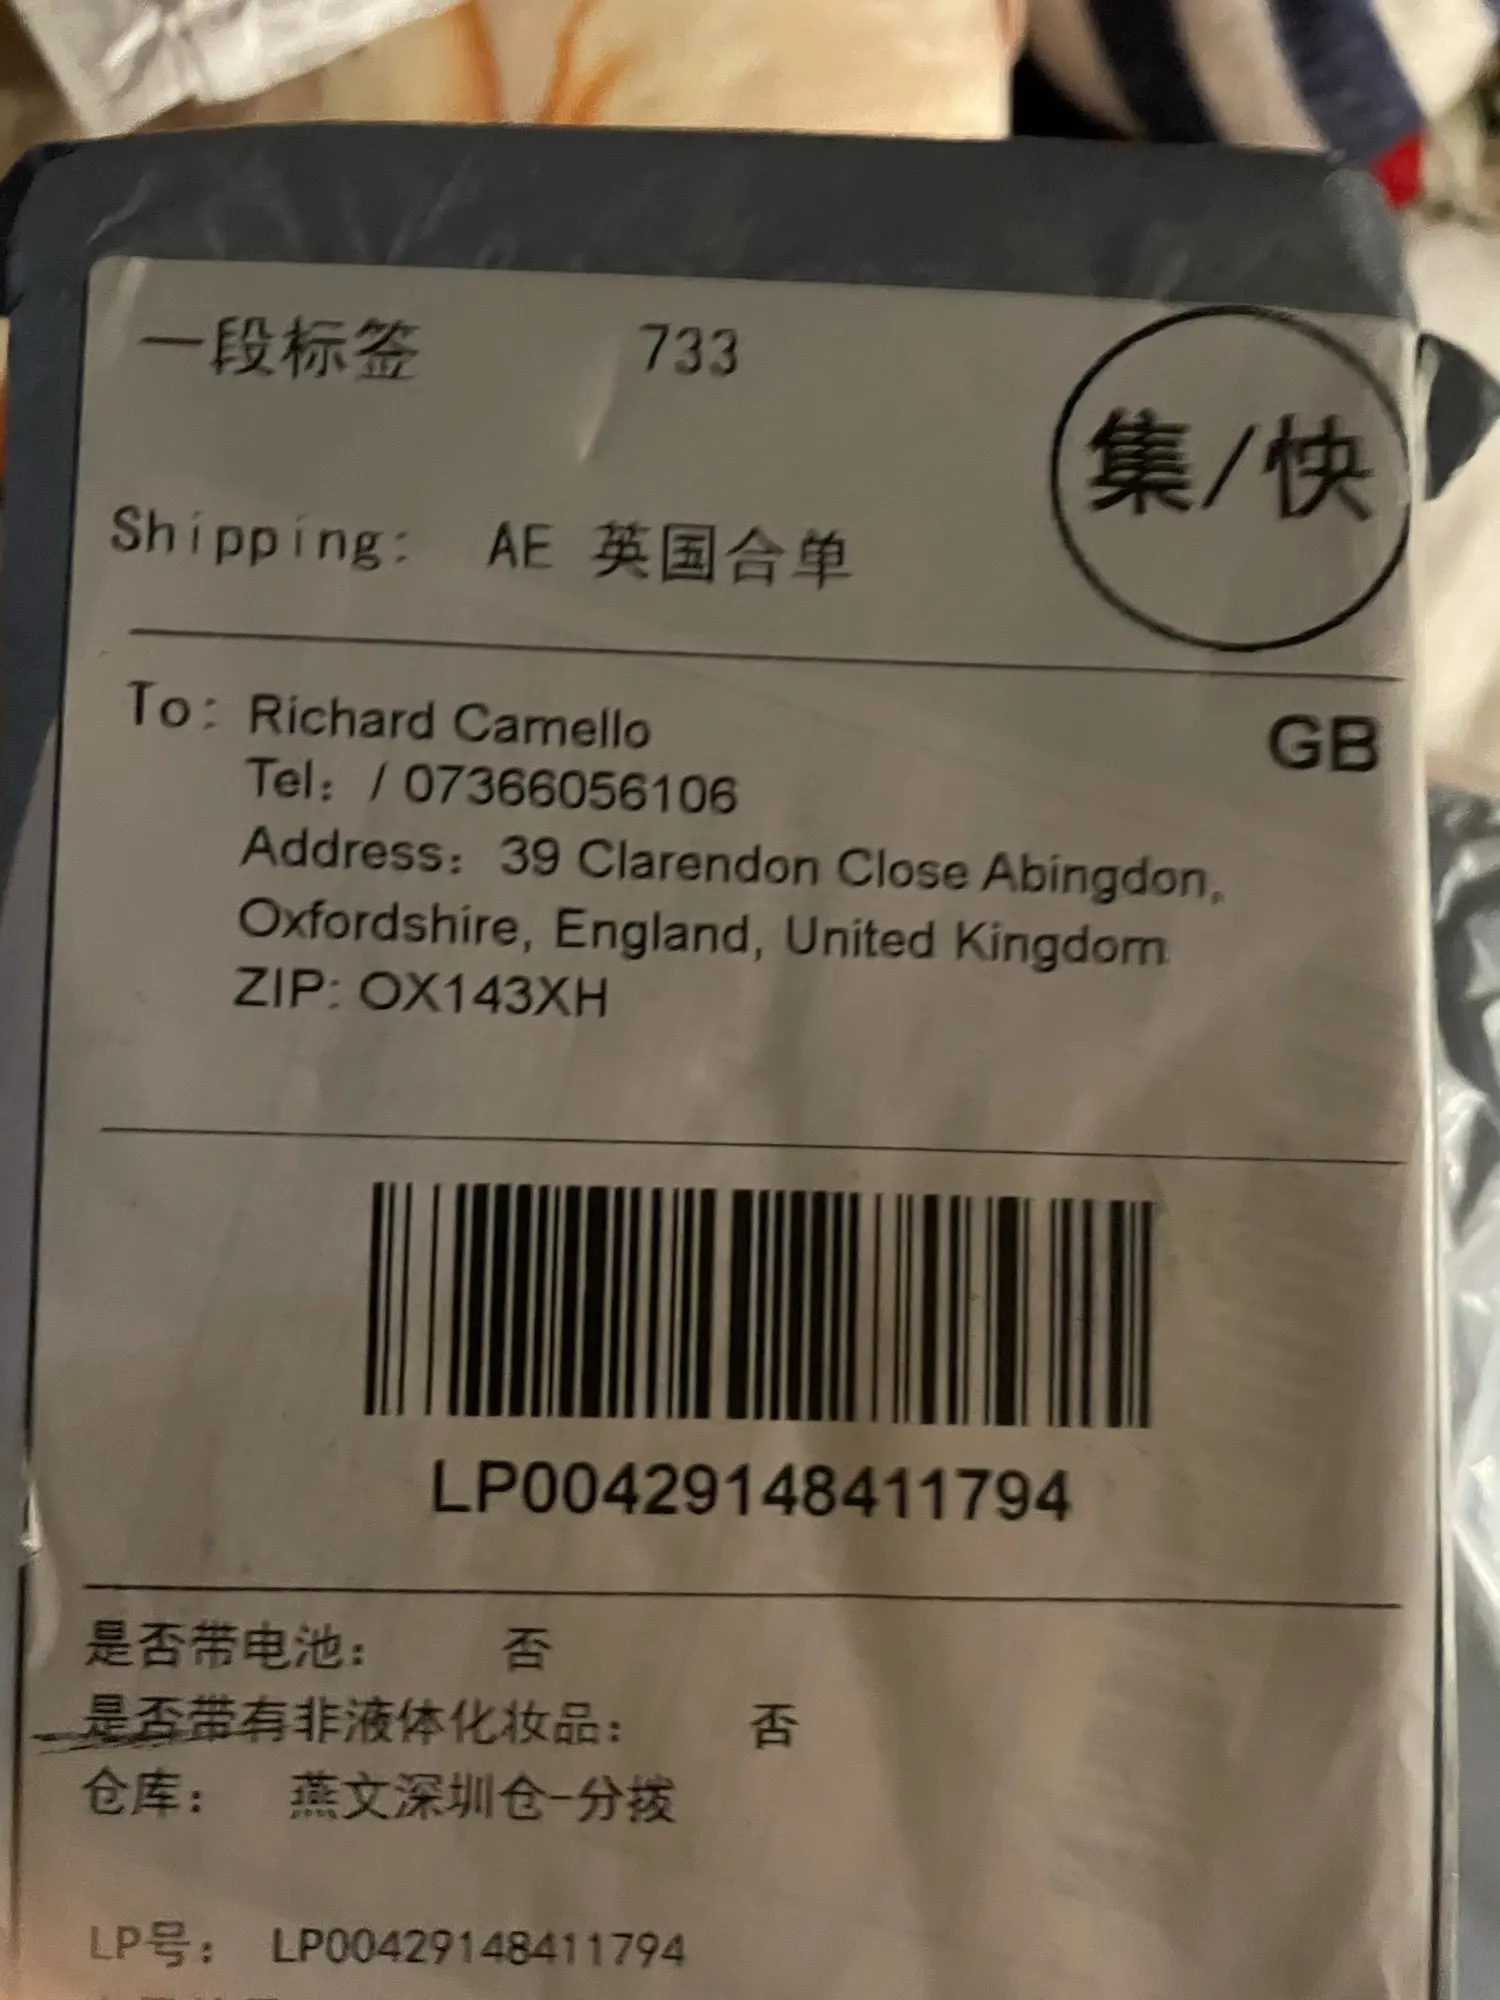 一段标签 733
集/快
Shipping: AE 英国合单
To: Richard Camello
GB
Tel: / 07366056106
Address: 39 Clarendon Close Abingdon,
Oxfordshire, England, United Kingdom
ZIP: OX143XH
LP00429148411794
是否带电池: 否
是否带有非液体化妆品: 否
仓库: 燕文深圳仓-分拨
LP号: LP00429148411794